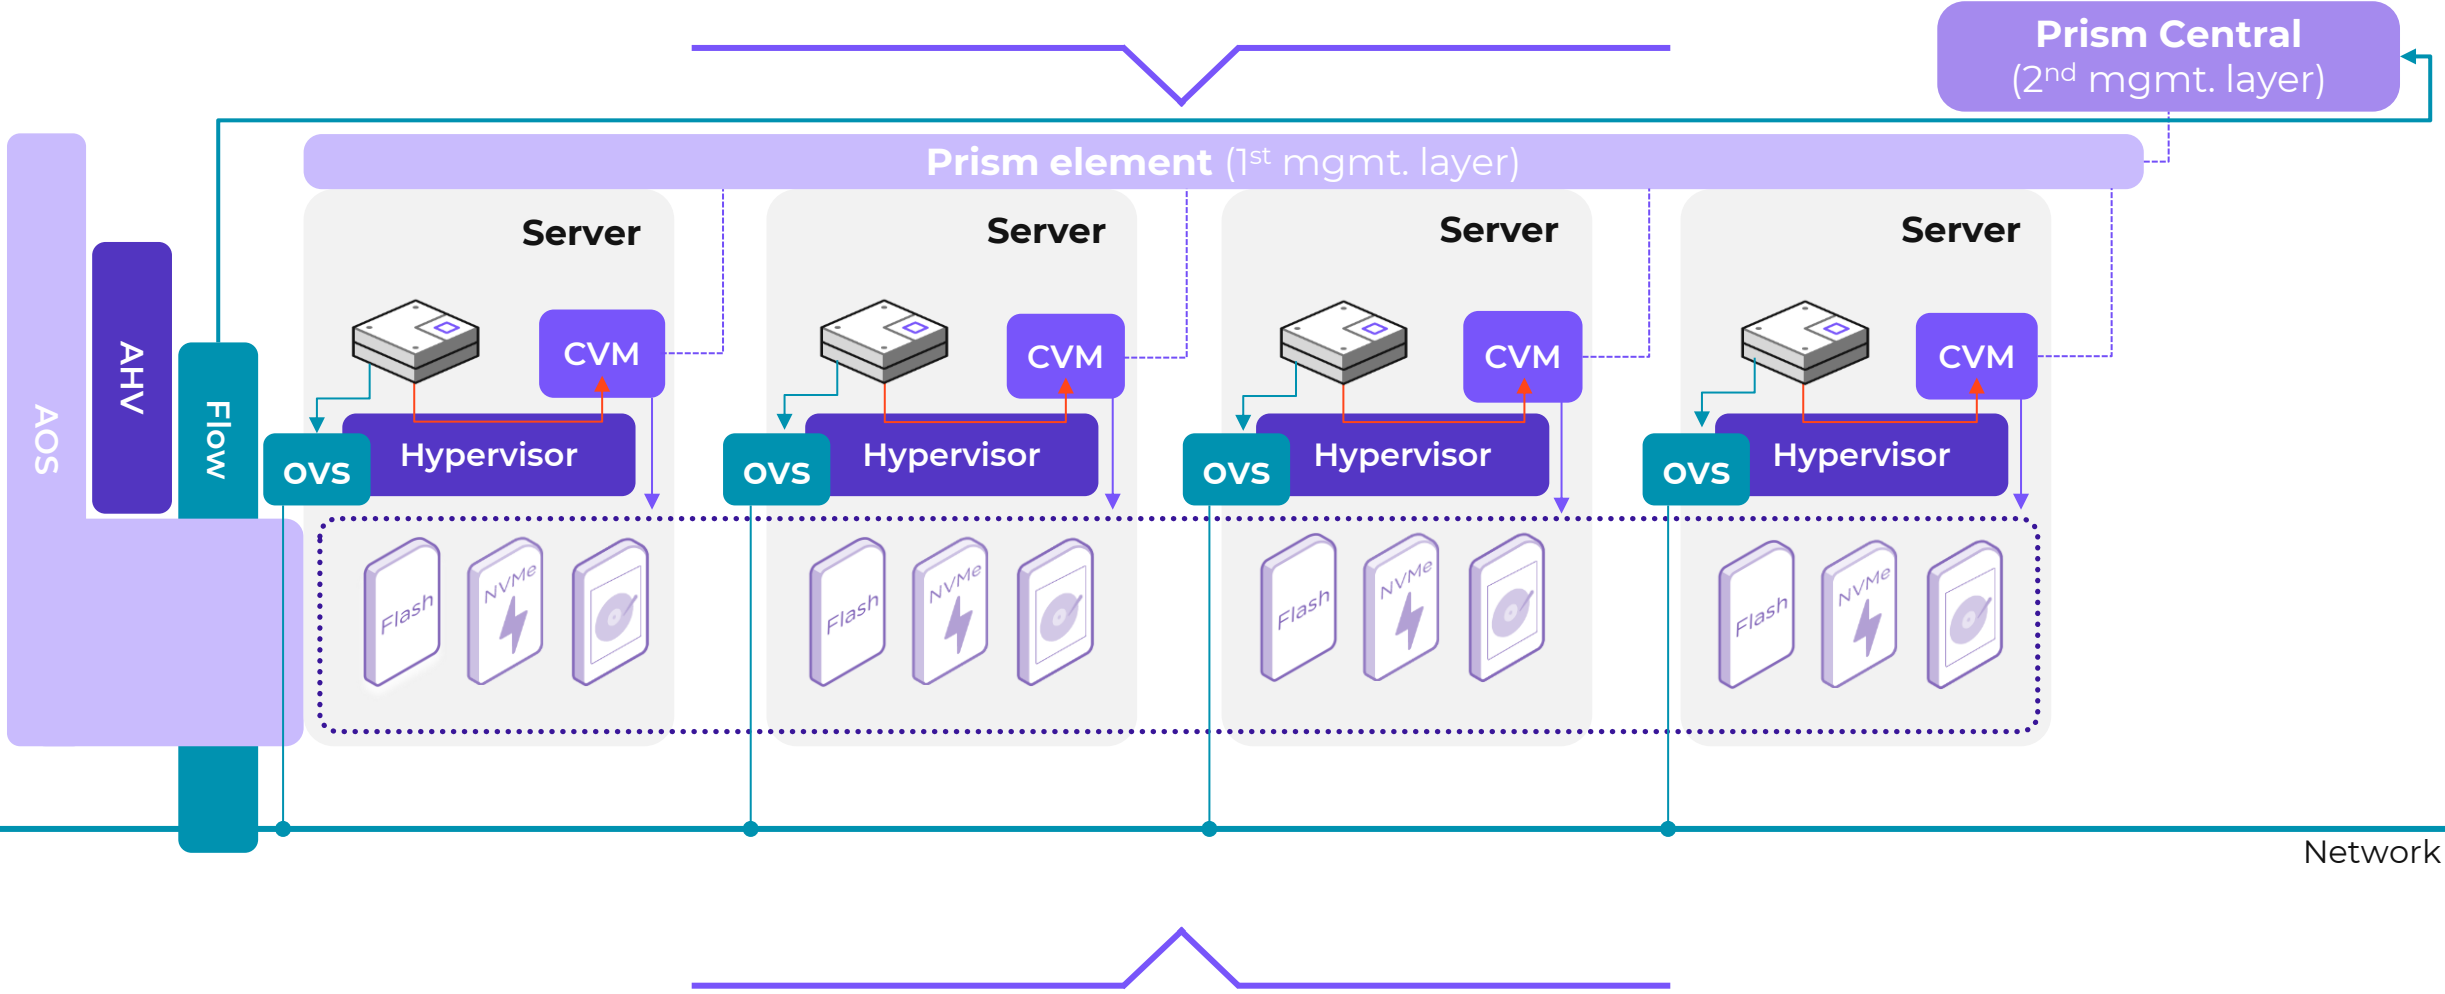 Prism Central
(2nd mgmt. layer)
Prism element (1st mgmt. layer)
AOS
AHV
Flow
Server
CVM
Hypervisor
OVS
Flash
NVMe
Server
CVM
Hypervisor
OVS
Flash
NVMe
Server
CVM
Hypervisor
OVS
Flash
NVMe
Server
CVM
Hypervisor
OVS
Flash
NVMe
Network